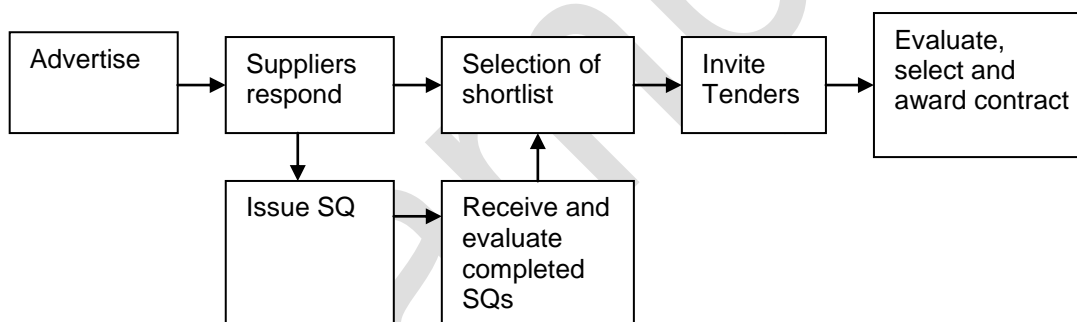 Advertise
Suppliers
respond
Selection of
shortlist
Invite
Tenders
Evaluate,
select and
award contract
Issue SQ
Receive and
evaluate
completed
SQs